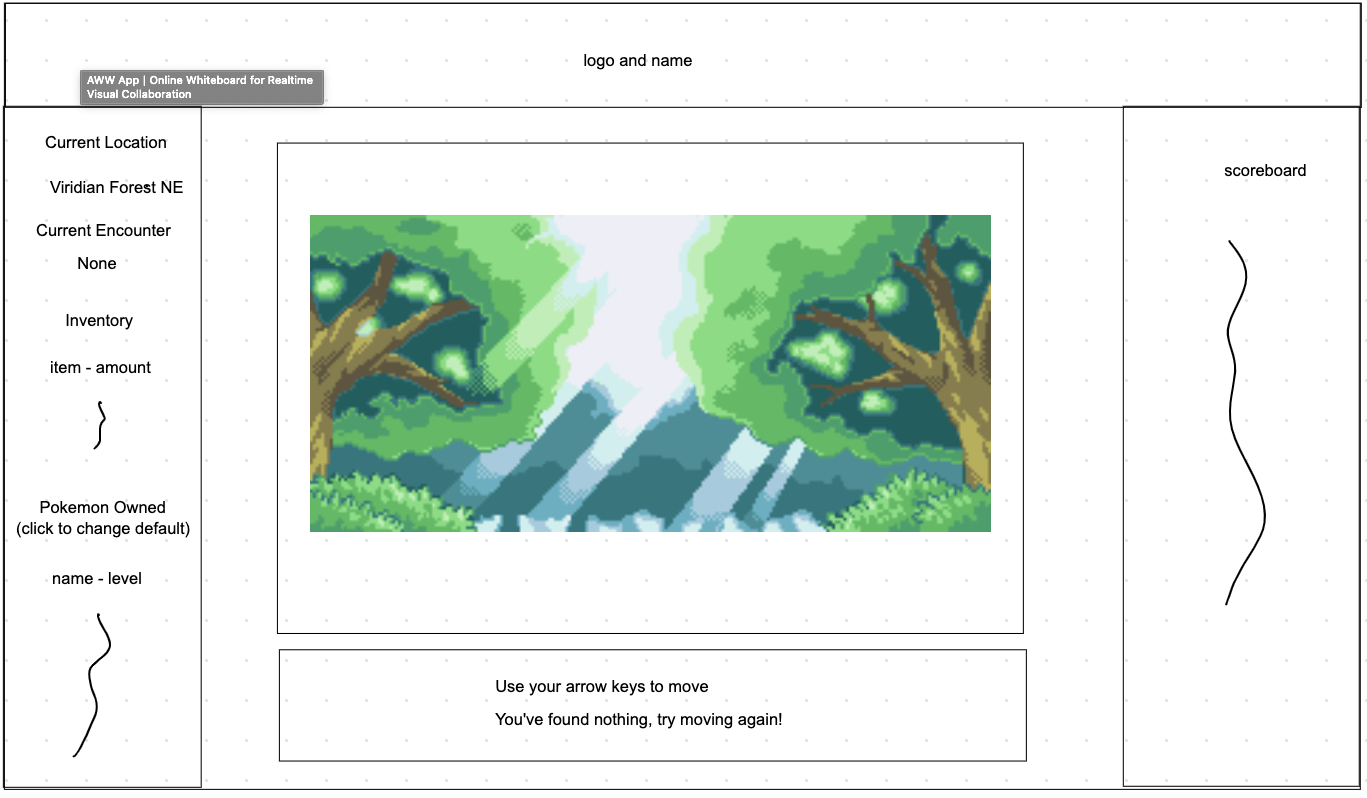 logo and name
AWW App | Online Whiteboard for Realtime
Visual Collaboration
Current Location
Viridian Forest NE
Current Encounter
None
Inventory
item - amount
Pokemon Owned
(click to change default)
name - level
Use your arrow keys to move
You've found nothing, try moving again!
scoreboard